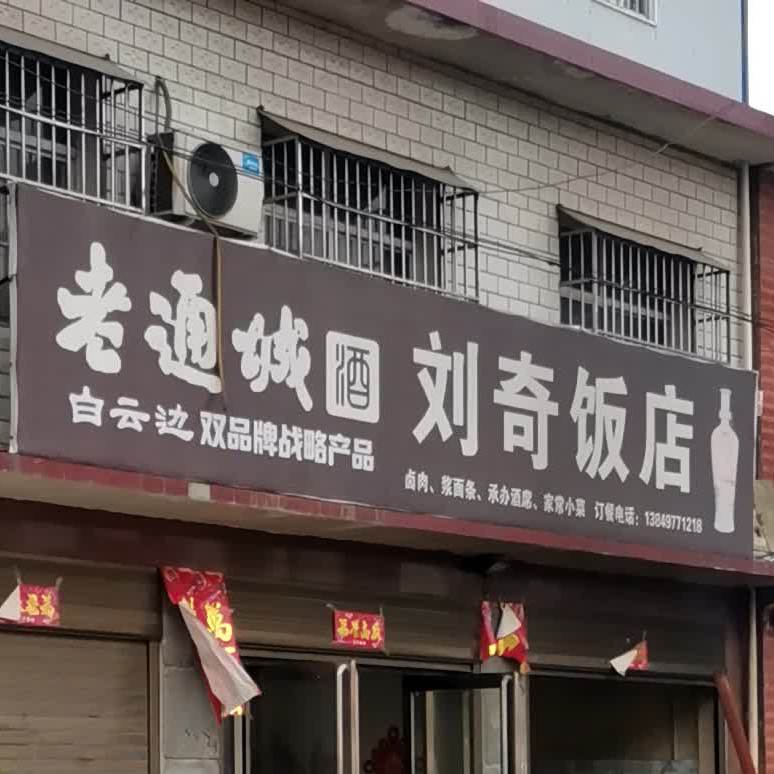 老通城酒
白云边双品牌战略产品
刘奇饭店
卤肉、浆面条、承办酒席、家常小菜 订餐电话：13849771218